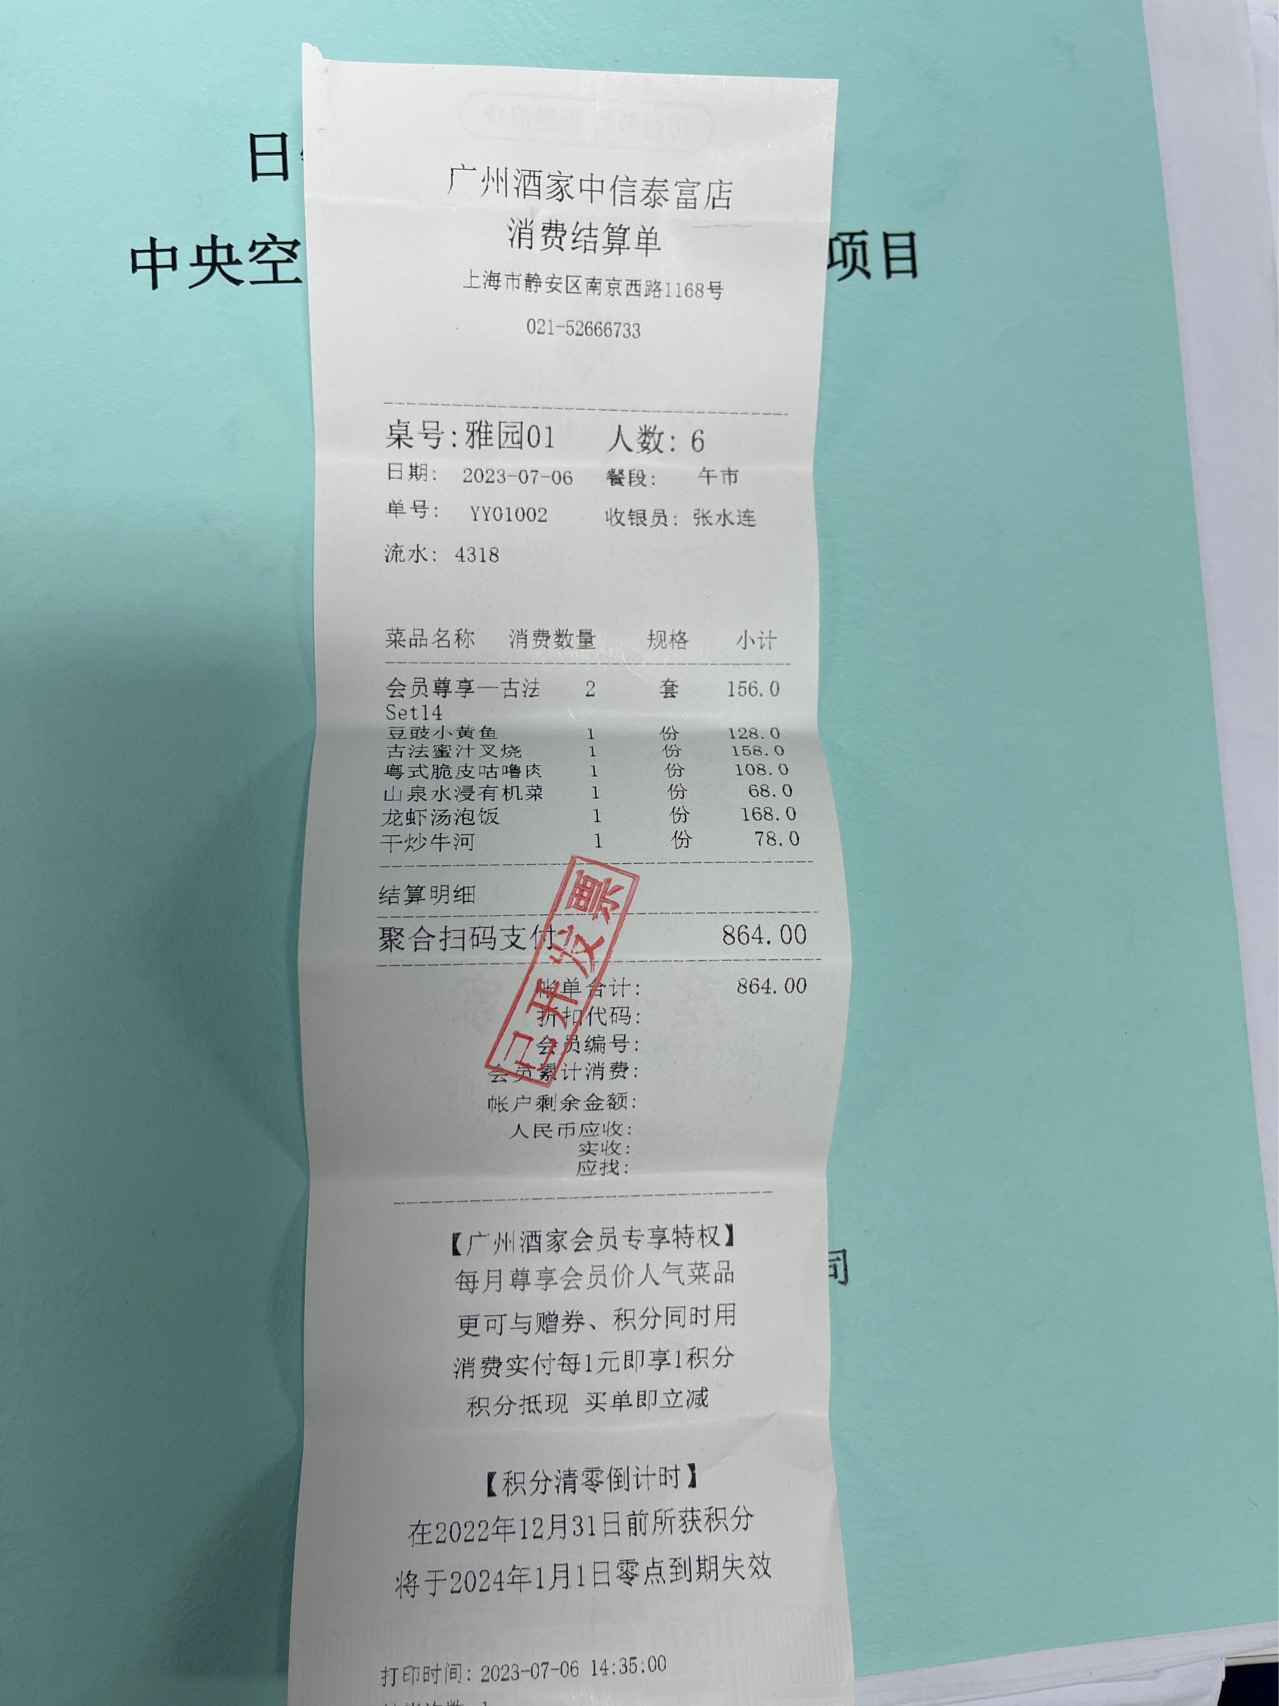 日
中央空
项目
司
广州酒家中信泰富店
消费结算单
上海市静安区南京西路1168号
021-52666733
桌号:雅园01 人数: 6
日期: 2023-07-06 餐段: 午市
单号: YY01002 收银员: 张水连
流水: 4318
菜品名称 消费数量 规格 小计
会员尊享一古法 2 套 156.0
Set14
豆豉小黄鱼 1 份 128.0
古法蜜汁叉烧 1 份 158.0
粤式脆皮咕噜肉 1 份 108.0
山泉水浸有机菜 1 份 68.0
龙虾汤泡饭 1 份 168.0
干炒牛河 1 份 78.0
结算明细
聚合扫码支付 864.00
帐单合计: 864.00
折扣代码:
会员编号:
会员累计消费:
帐户剩余金额:
人民币应收:
实收:
应找:
已开发票
【广州酒家会员专享特权】
每月尊享会员价人气菜品
更可与赠券、积分同时用
消费实付每1元即享1积分
积分抵现 买单即立减
【积分清零倒计时】
在2022年12月31日前所获积分
将于2024年1月1日零点到期失效
打印时间: 2023-07-06 14:35:00